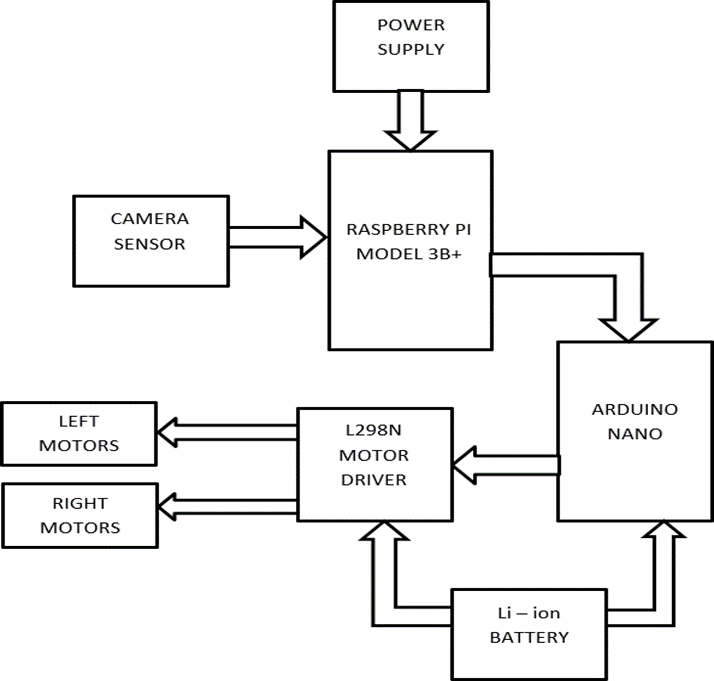 POWER
SUPPLY
CAMERA
SENSOR
RASPBERRY PI
MODEL 3B+
ARDUINO
NANO
LEFT
MOTORS
L298N
MOTOR
DRIVER
RIGHT
MOTORS
Li – ion
BATTERY